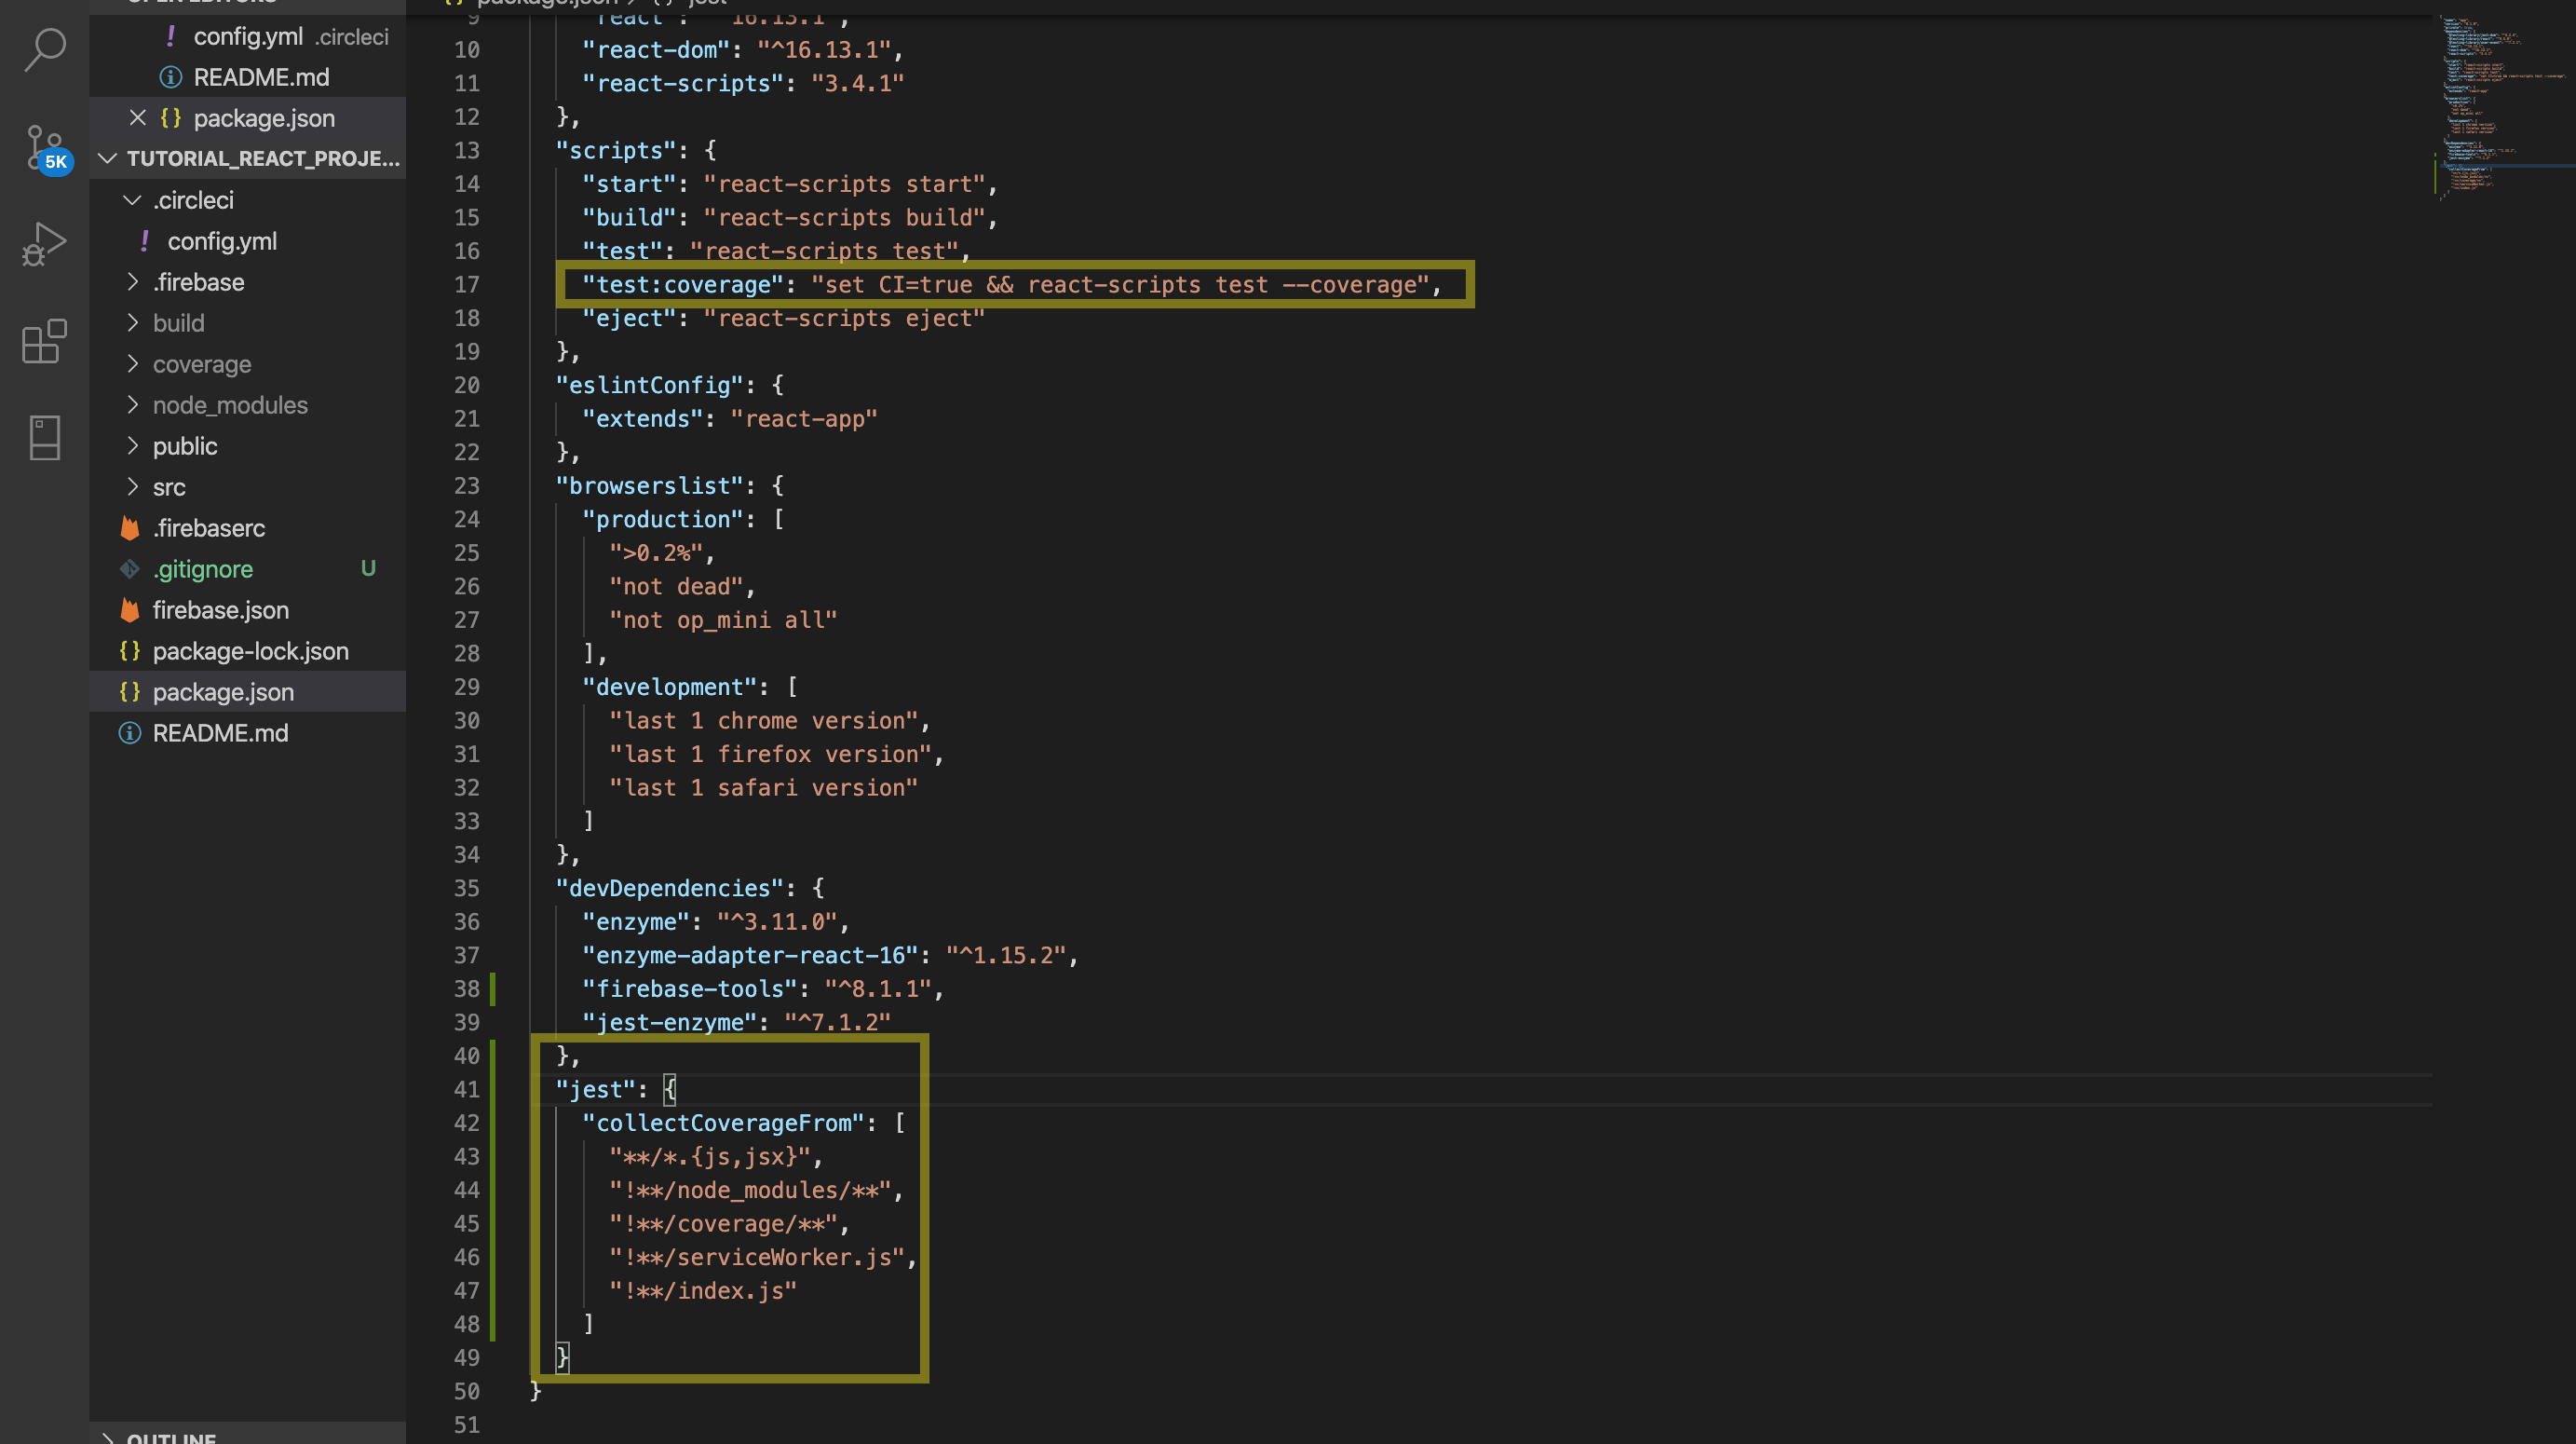 OPEN EDITORS
config.yml .circleci
README.md
package.json
5K
TUTORIAL_REACT_PROJE...
.circleci
config.yml
.firebase
build
coverage
node_modules
public
src
.firebaserc
.gitignore U
firebase.json
package-lock.json
package.json
README.md
OUTLINE
package.json > {} jest
9 "react": "^16.13.1",
10 "react-dom": "^16.13.1",
11 "react-scripts": "3.4.1"
12 },
13 "scripts": {
14 "start": "react-scripts start",
15 "build": "react-scripts build",
16 "test": "react-scripts test",
17 "test:coverage": "set CI=true && react-scripts test --coverage",
18 "eject": "react-scripts eject"
19 },
20 "eslintConfig": {
21 "extends": "react-app"
22 },
23 "browserslist": {
24 "production": [
25 ">0.2%",
26 "not dead",
27 "not op_mini all"
28 ],
29 "development": [
30 "last 1 chrome version",
31 "last 1 firefox version",
32 "last 1 safari version"
33 ]
34 },
35 "devDependencies": {
36 "enzyme": "^3.11.0",
37 "enzyme-adapter-react-16": "^1.15.2",
38 "firebase-tools": "^8.1.1",
39 "jest-enzyme": "^7.1.2"
40 },
41 "jest": {
42 "collectCoverageFrom": [
43 "**/*.{js,jsx}",
44 "!**/node_modules/**",
45 "!**/coverage/**",
46 "!**/serviceWorker.js",
47 "!**/index.js"
48 ]
49 }
50 }
51